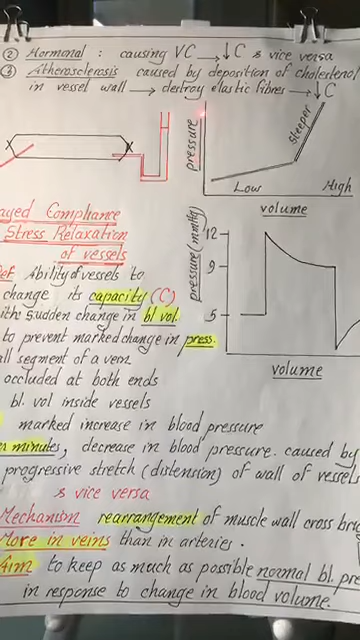 ② Hormonal : causing VC → ↓C & vice versa
③ Atherosclerosis caused by deposition of cholesterol
in vessel wall → destroy elastic fibres → ↓C
pressure
steeper
Low High
volume
ayed Compliance
Stress Relaxation
of vessels
Def Ability of vessels to
change its capacity (C)
with sudden change in bl vol.
to prevent marked change in press.
all segment of a vein
occluded at both ends
bl. vol inside vessels
pressure (mmHg)
12
9
5
volume
marked increase in blood pressure
minutes, decrease in blood pressure. caused by
progressive stretch (distension) of wall of vessels
& vice versa
Mechanism rearrangement of muscle wall cross bri
More in veins than in arteries.
Aim to keep as much as possible normal bl. pre
in response to change in blood volume.